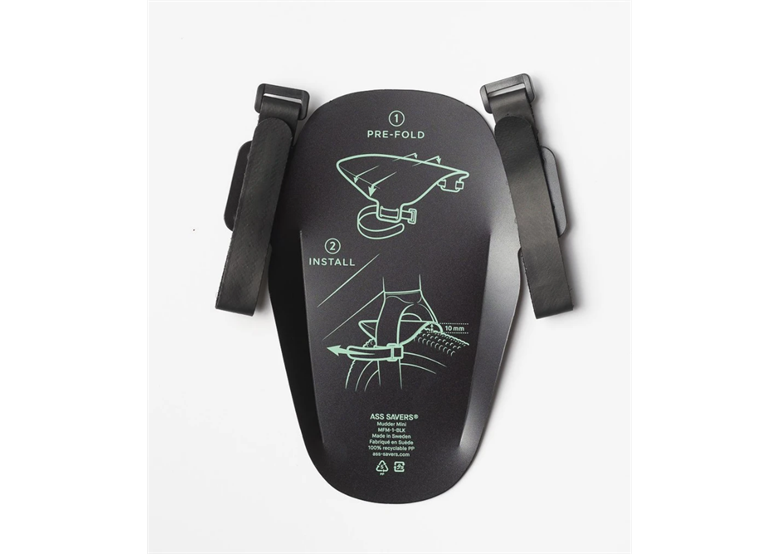 1
PRE-FOLD
2
INSTALL
10 mm
ASS SAVERS®
Mudder Mini
MFM-1-BLK
Made in Sweden
Fabriqué en Suède
100% recyclable PP
ass-savers.com